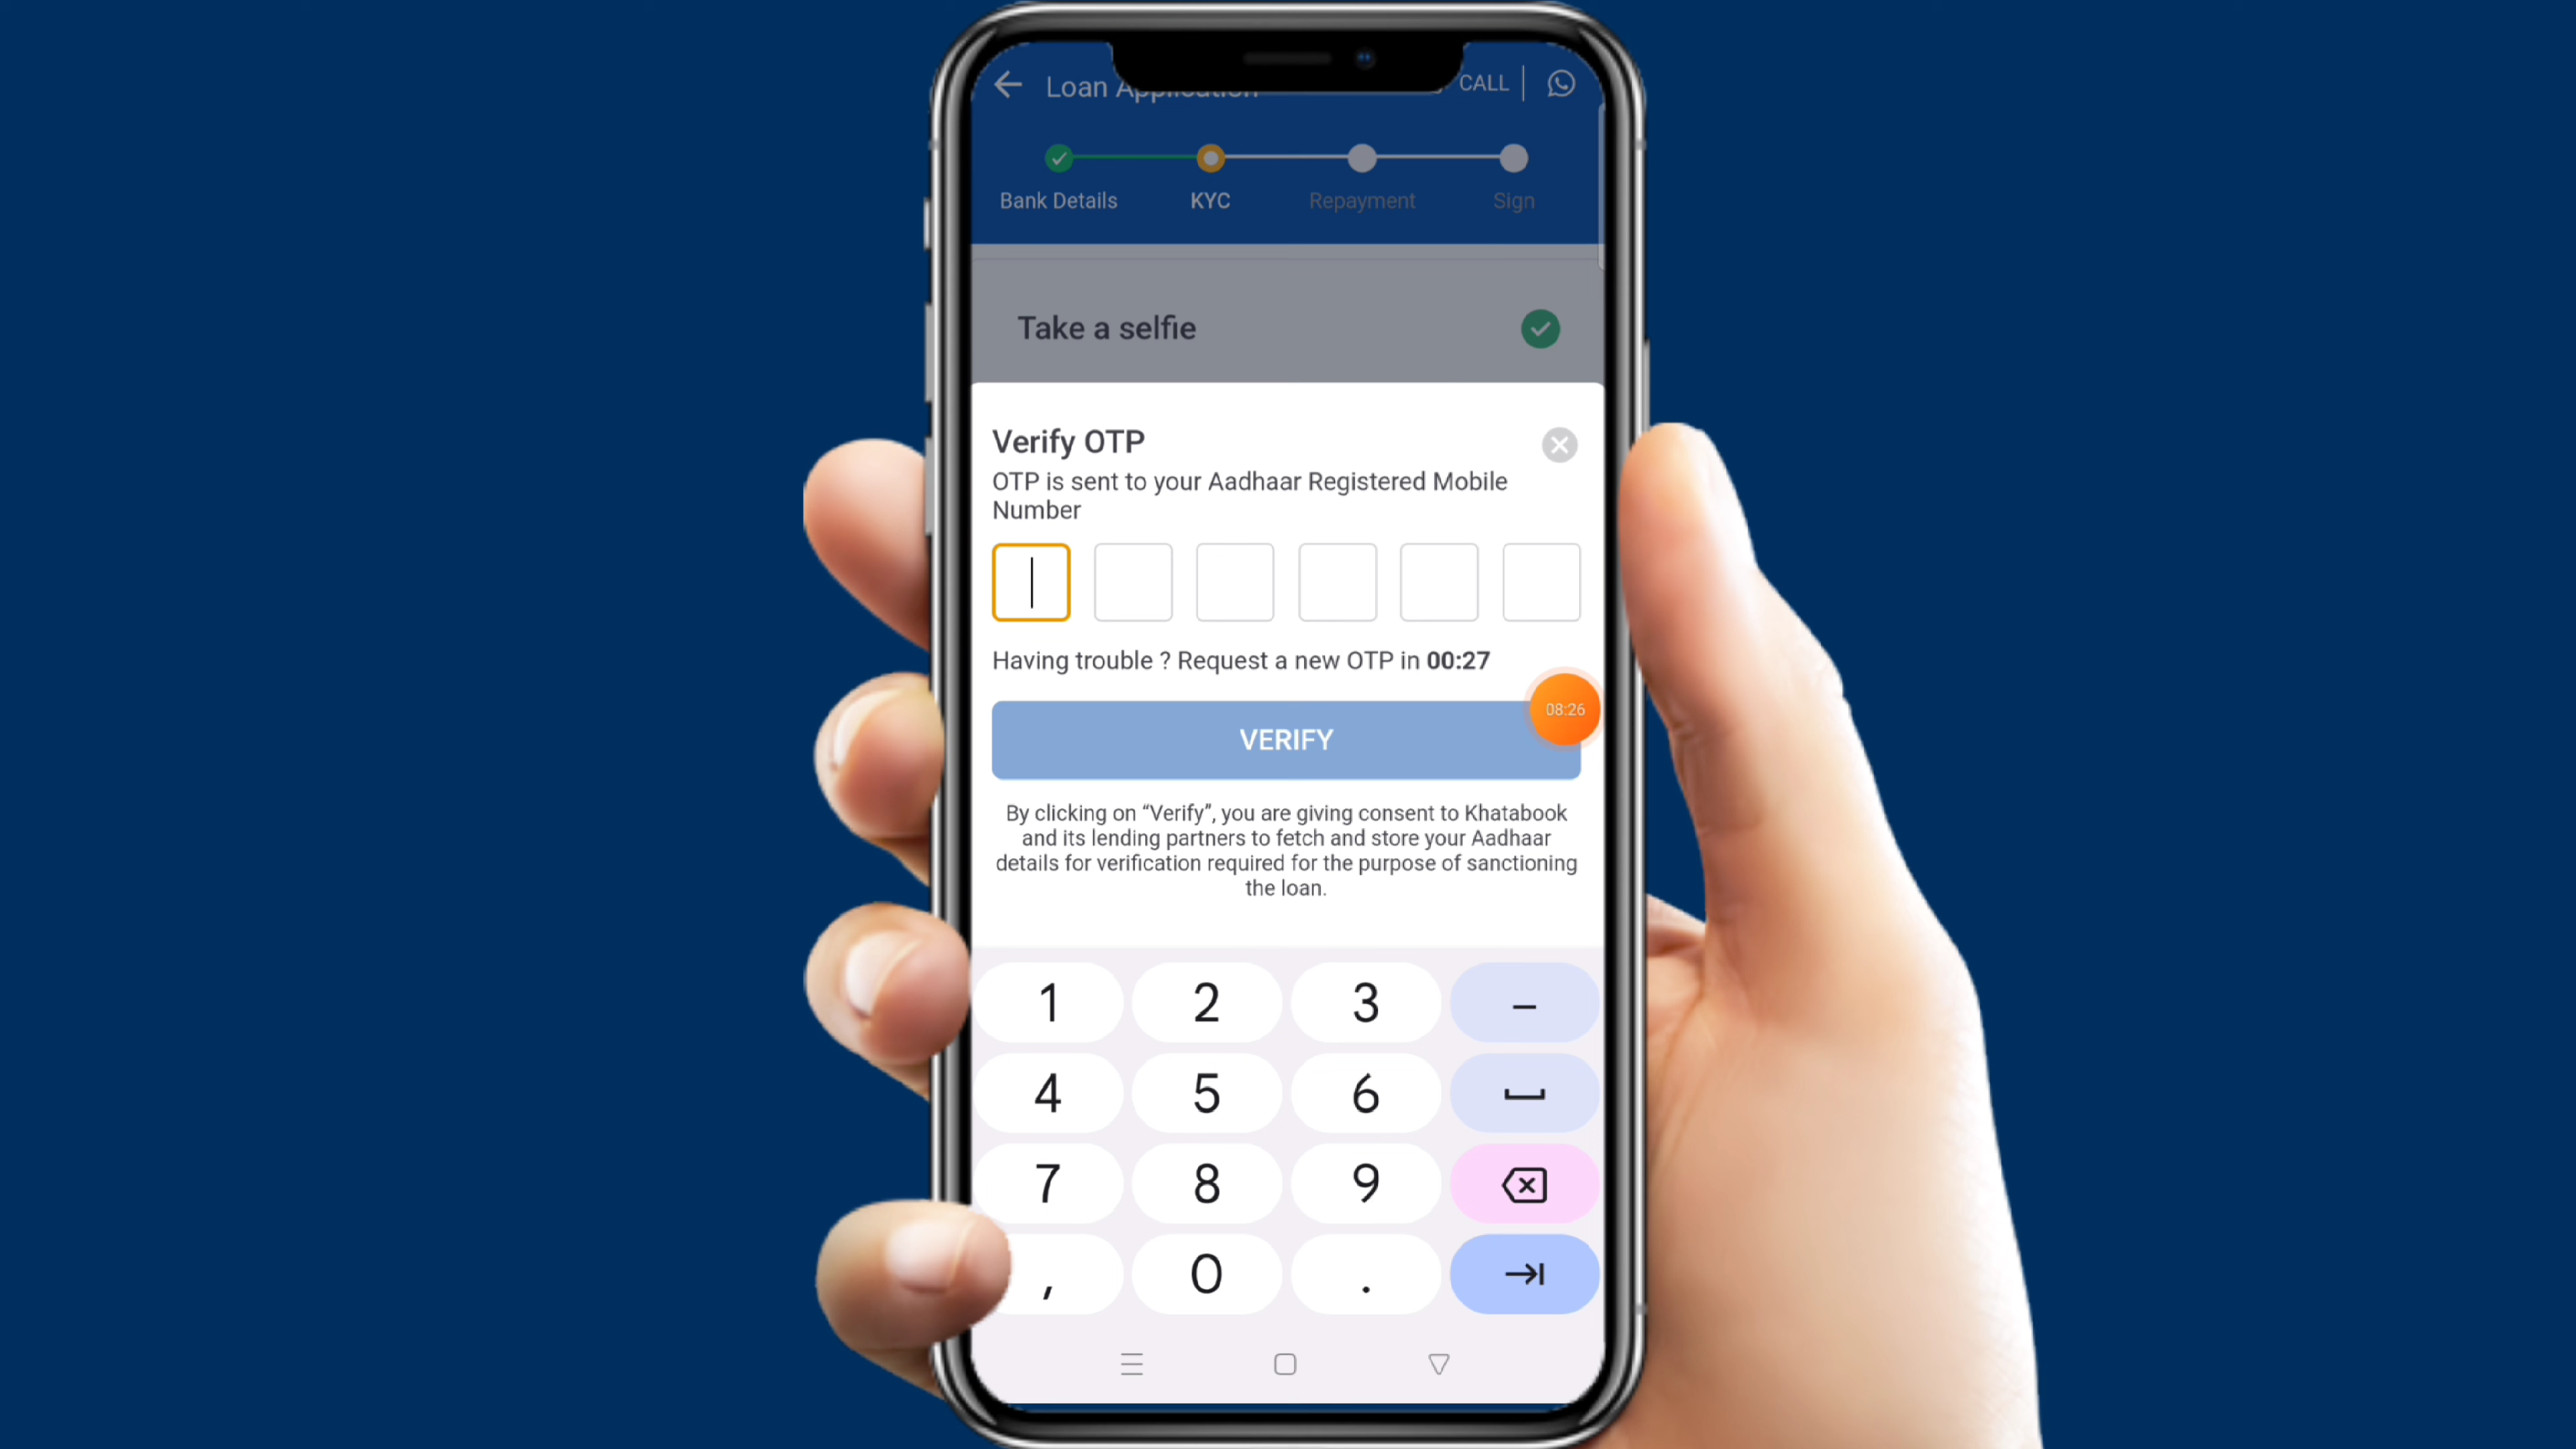 Loan Application
CALL
Bank Details
KYC
Repayment
Sign
Take a selfie
Verify OTP
OTP is sent to your Aadhaar Registered Mobile
Number
Having trouble ? Request a new OTP in 00:27
08:26
VERIFY
By clicking on “Verify”, you are giving consent to Khatabook
and its lending partners to fetch and store your Aadhaar
details for verification required for the purpose of sanctioning
the loan.
1 2 3 –
4 5 6
7 8 9
, 0 .